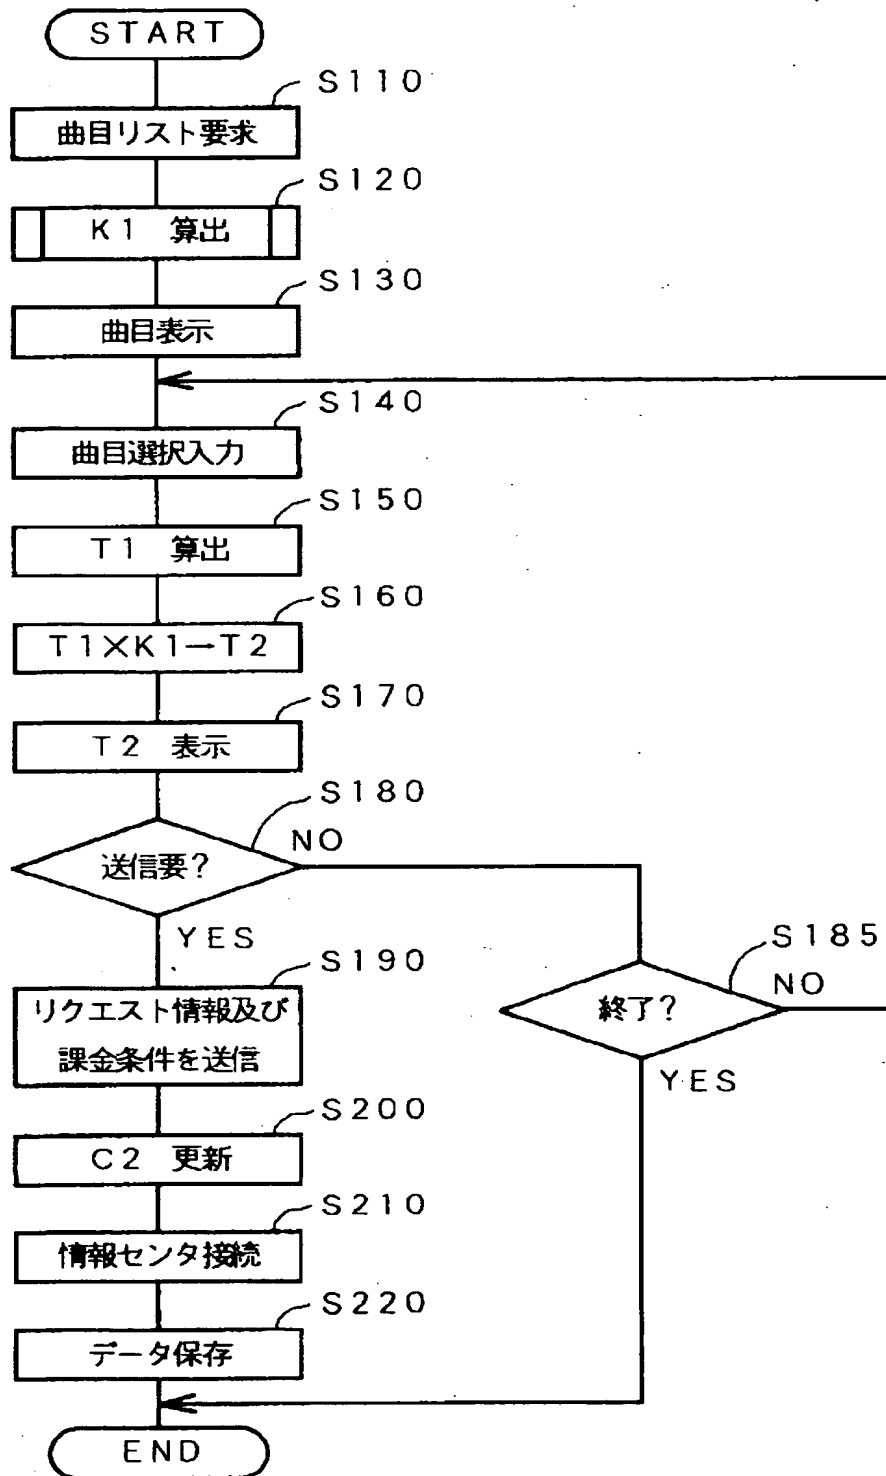 START
S110
曲目リスト要求
S120
K1 算出
S130
曲目表示
S140
曲目選択入力
S150
T1 算出
S160
T1×K1→T2
S170
T2 表示
S180
送信要?
NO
YES
S185
終了?
NO
YES
S190
リクエスト情報及び
課金条件を送信
S200
C2 更新
S210
情報センタ接続
S220
データ保存
END